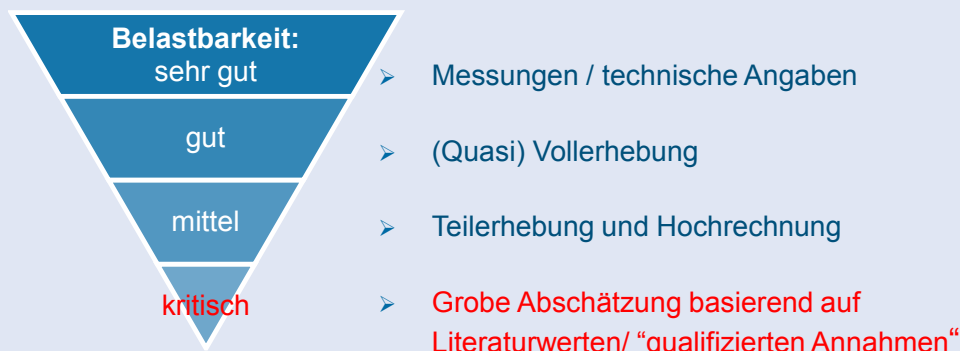 Belastbarkeit:
sehr gut
➢ Messungen / technische Angaben
gut
➢ (Quasi) Vollerhebung
mittel
➢ Teilerhebung und Hochrechnung
kritisch
➢ Grobe Abschätzung basierend auf
Literaturwerten/ “qualifizierten Annahmen“